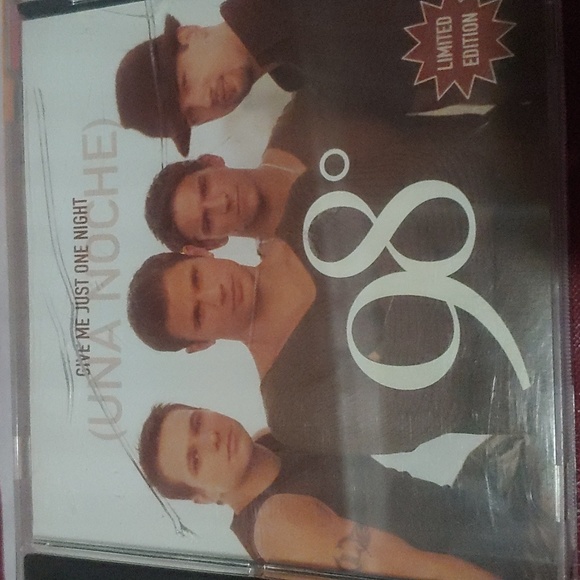 GIVE ME JUST ONE NIGHT
(UNA NOCHE)
98°
LIMITED
EDITION